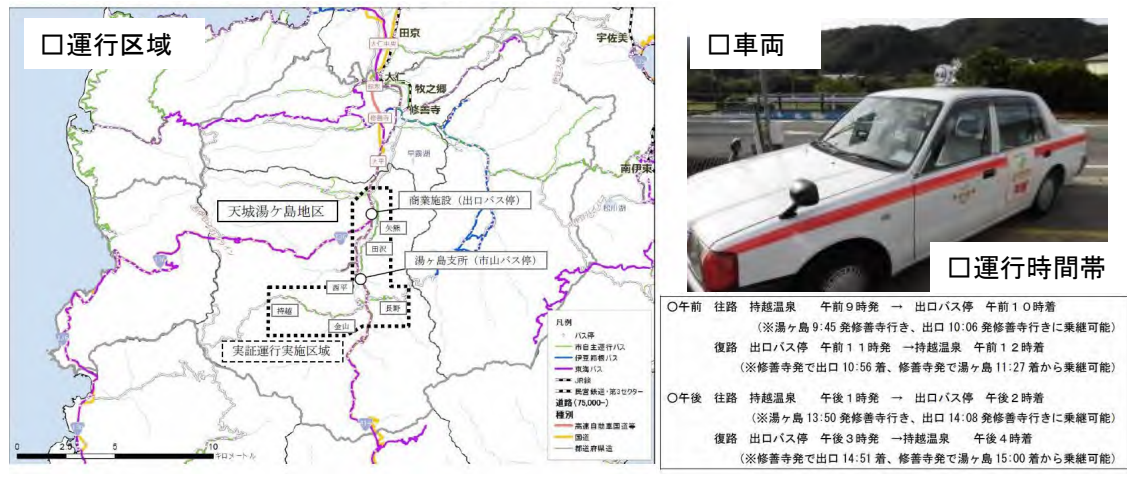 □運行区域
田京
宇佐美
大仁中央
大仁
牧之郷
修善寺
修善寺
大平
南伊東
天城湯ケ島地区
商業施設（出口バス停）
矢熊
田沢
湯ヶ島支所（市山バス停）
西平
持越
長野
金山
実証運行実施区域
凡例
バス停
市自主運行バス
伊豆箱根バス
東海バス
JR線
民営鉄道・第3セクター
道路(75,000-)
種別
高速自動車国道等
国道
都道府県道
0 2.5 5 10
キロメートル
□車両
□運行時間帯
○午前 往路 持越温泉 午前9時発 → 出口バス停 午前10時着
（※湯ヶ島 9:45 発修善寺行き、出口 10:06 発修善寺行きに乗継可能）
復路 出口バス停 午前11時発 →持越温泉 午前12時着
（※修善寺発で出口 10:56 着、修善寺発で湯ヶ島 11:27 着から乗継可能）
○午後 往路 持越温泉 午後1時発 → 出口バス停 午後2時着
（※湯ヶ島 13:50 発修善寺行き、出口 14:08 発修善寺行きに乗継可能）
復路 出口バス停 午後3時発 →持越温泉 午後4時着
（※修善寺発で出口 14:51 着、修善寺発で湯ヶ島 15:00 着から乗継可能）